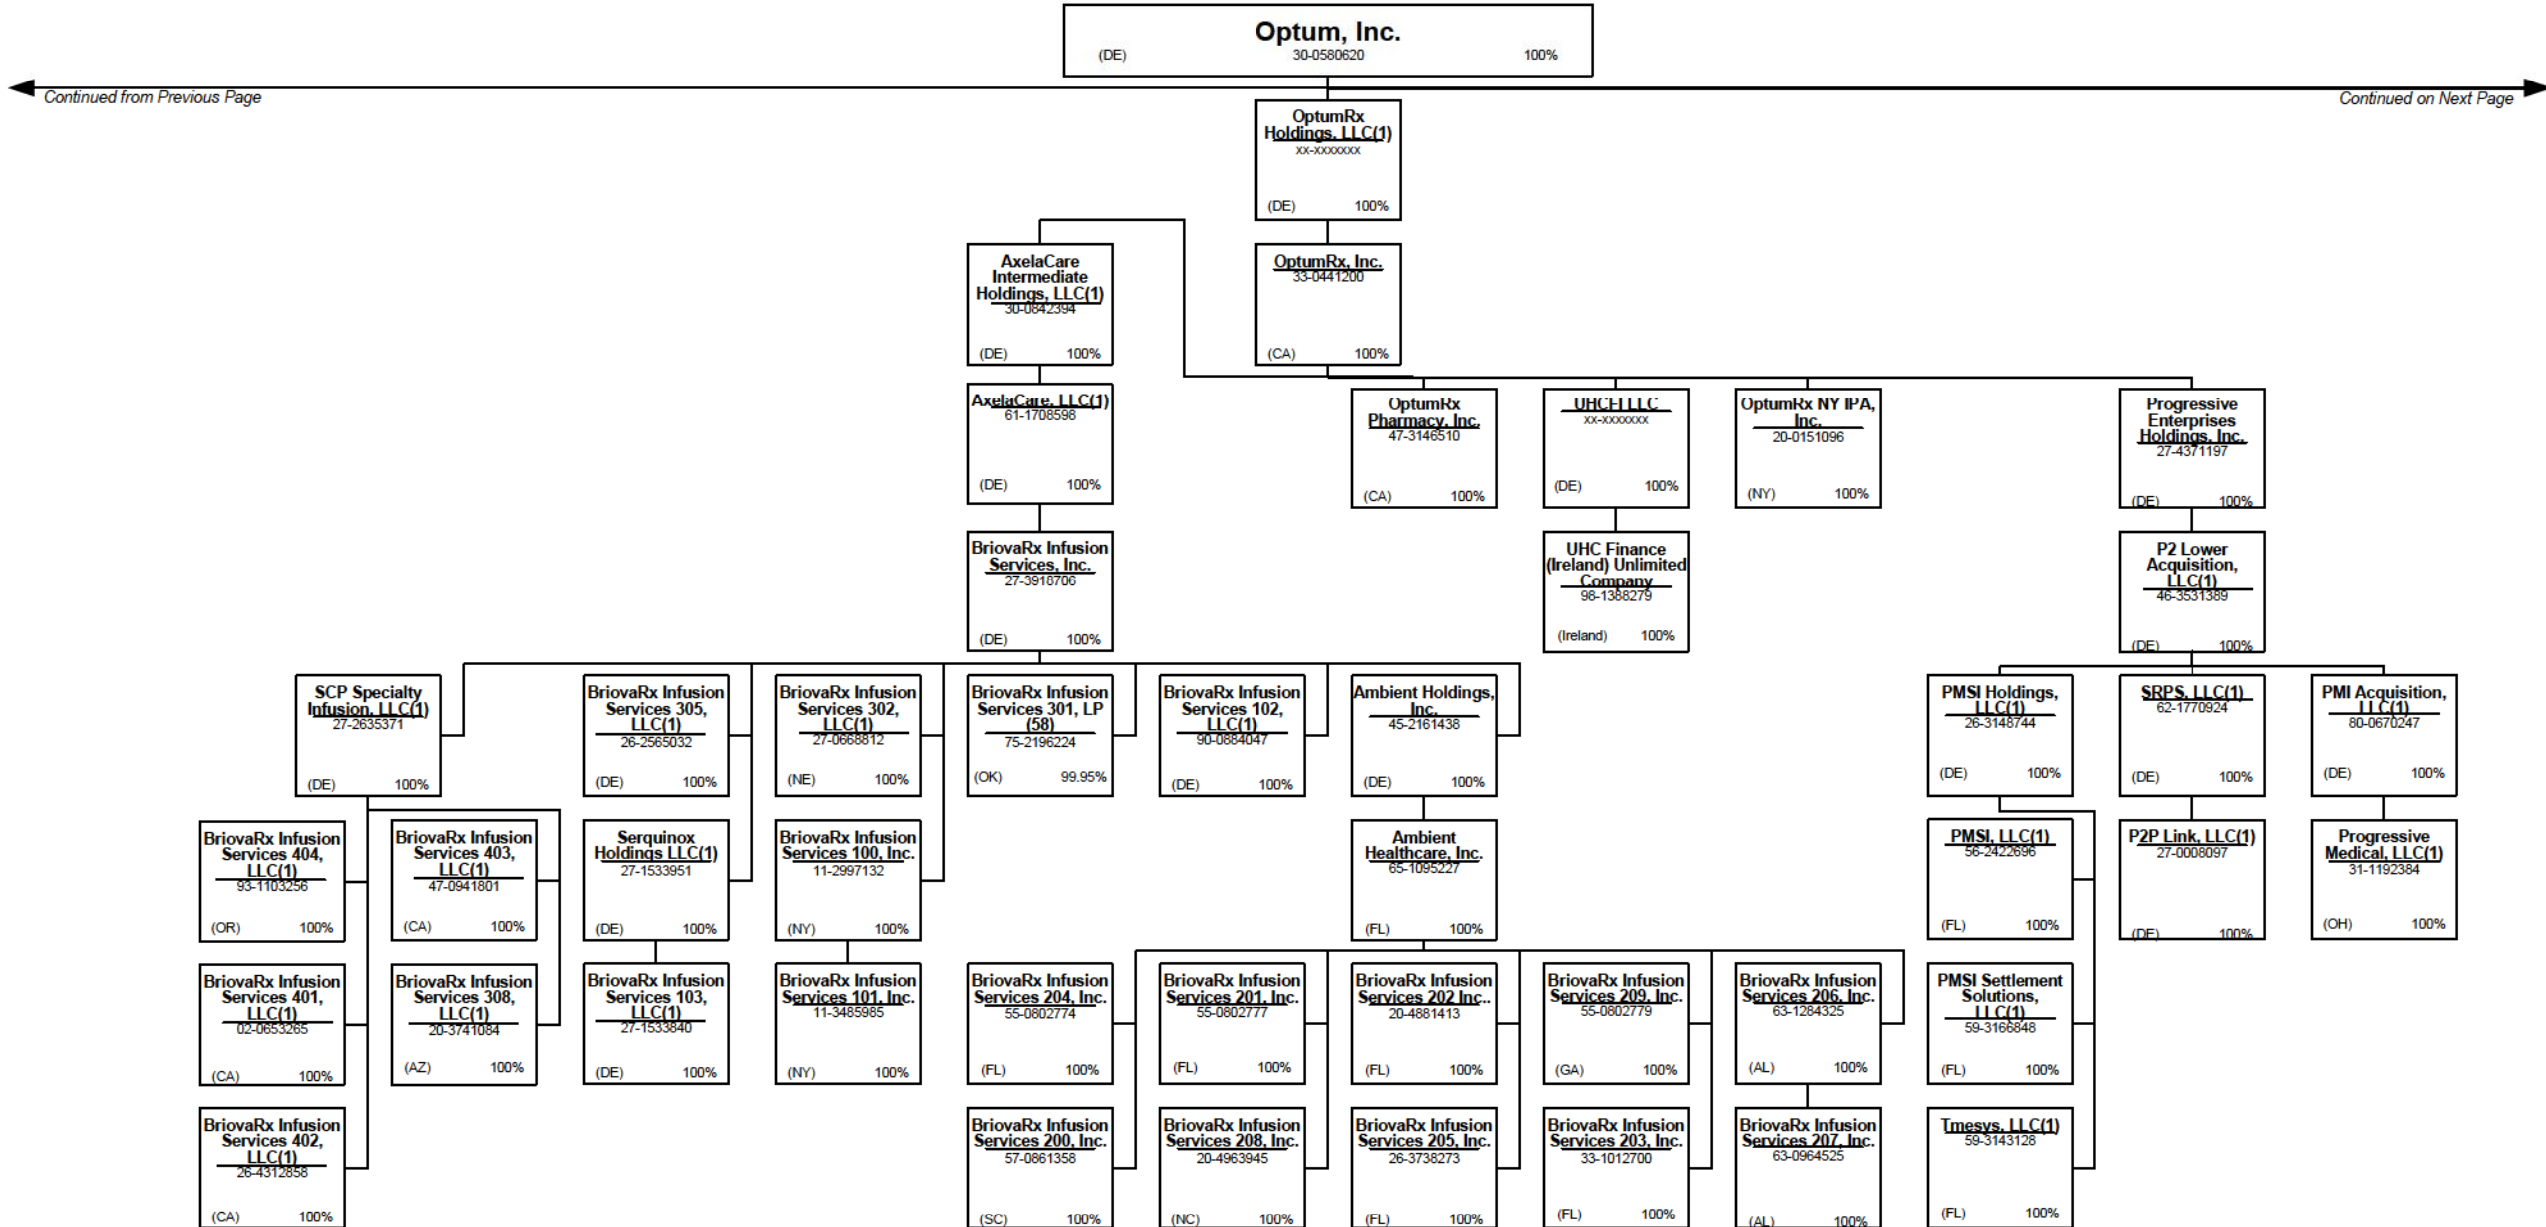 Optum, Inc.
(DE) 30-0580620 100%
Continued from Previous Page
Continued on Next Page
OptumRx
Holdings, LLC(1)
xx-xxxxxxx
(DE) 100%
AxelaCare
Intermediate
Holdings, LLC(1)
30-0842394
(DE) 100%
OptumRx, Inc.
33-0441200
(CA) 100%
AxelaCare, LLC(1)
61-1708598
(DE) 100%
OptumRx
Pharmacy, Inc.
47-3146510
(CA) 100%
UHCFI LLC
xx-xxxxxxx
(DE) 100%
OptumRx NY IPA,
Inc.
20-0151096
(NY) 100%
Progressive
Enterprises
Holdings, Inc.
27-4371197
(DE) 100%
BriovaRx Infusion
Services, Inc.
27-3918706
(DE) 100%
UHC Finance
(Ireland) Unlimited
Company
98-1388279
(Ireland) 100%
P2 Lower
Acquisition,
LLC(1)
46-3531389
(DE) 100%
SCP Specialty
Infusion, LLC(1)
27-2635371
(DE) 100%
BriovaRx Infusion
Services 305,
LLC(1)
26-2565032
(DE) 100%
BriovaRx Infusion
Services 302,
LLC(1)
27-0668812
(NE) 100%
BriovaRx Infusion
Services 301, LP
(58)
75-2196224
(OK) 99.95%
BriovaRx Infusion
Services 102,
LLC(1)
90-0884047
(DE) 100%
Ambient Holdings,
Inc.
45-2161438
(DE) 100%
PMSI Holdings,
LLC(1)
26-3148744
(DE) 100%
SRPS, LLC(1)
62-1770924
(DE) 100%
PMI Acquisition,
LLC(1)
80-0670247
(DE) 100%
BriovaRx Infusion
Services 404,
LLC(1)
93-1103256
(OR) 100%
BriovaRx Infusion
Services 403,
LLC(1)
47-0941801
(CA) 100%
Serquinox
Holdings LLC(1)
27-1533951
(DE) 100%
BriovaRx Infusion
Services 100, Inc.
11-2997132
(NY) 100%
Ambient
Healthcare, Inc.
65-1095227
(FL) 100%
PMSI, LLC(1)
56-2422696
(FL) 100%
P2P Link, LLC(1)
27-0008097
(DE) 100%
Progressive
Medical, LLC(1)
31-1192384
(OH) 100%
BriovaRx Infusion
Services 401,
LLC(1)
02-0653265
(CA) 100%
BriovaRx Infusion
Services 308,
LLC(1)
20-3741084
(AZ) 100%
BriovaRx Infusion
Services 103,
LLC(1)
27-1533840
(DE) 100%
BriovaRx Infusion
Services 101, Inc.
11-3485985
(NY) 100%
BriovaRx Infusion
Services 204, Inc.
55-0802774
(FL) 100%
BriovaRx Infusion
Services 201, Inc.
55-0802777
(FL) 100%
BriovaRx Infusion
Services 202 Inc..
20-4881413
(FL) 100%
BriovaRx Infusion
Services 209, Inc.
55-0802779
(GA) 100%
BriovaRx Infusion
Services 206, Inc.
63-1284325
(AL) 100%
PMSI Settlement
Solutions,
LLC(1)
59-3166848
(FL) 100%
BriovaRx Infusion
Services 402,
LLC(1)
26-4312858
(CA) 100%
BriovaRx Infusion
Services 200, Inc.
57-0861358
(SC) 100%
BriovaRx Infusion
Services 208, Inc.
20-4963945
(NC) 100%
BriovaRx Infusion
Services 205, Inc.
26-3738273
(FL) 100%
BriovaRx Infusion
Services 203, Inc.
33-1012700
(FL) 100%
BriovaRx Infusion
Services 207, Inc.
63-0964525
(AL) 100%
Tmesys, LLC(1)
59-3143128
(FL) 100%